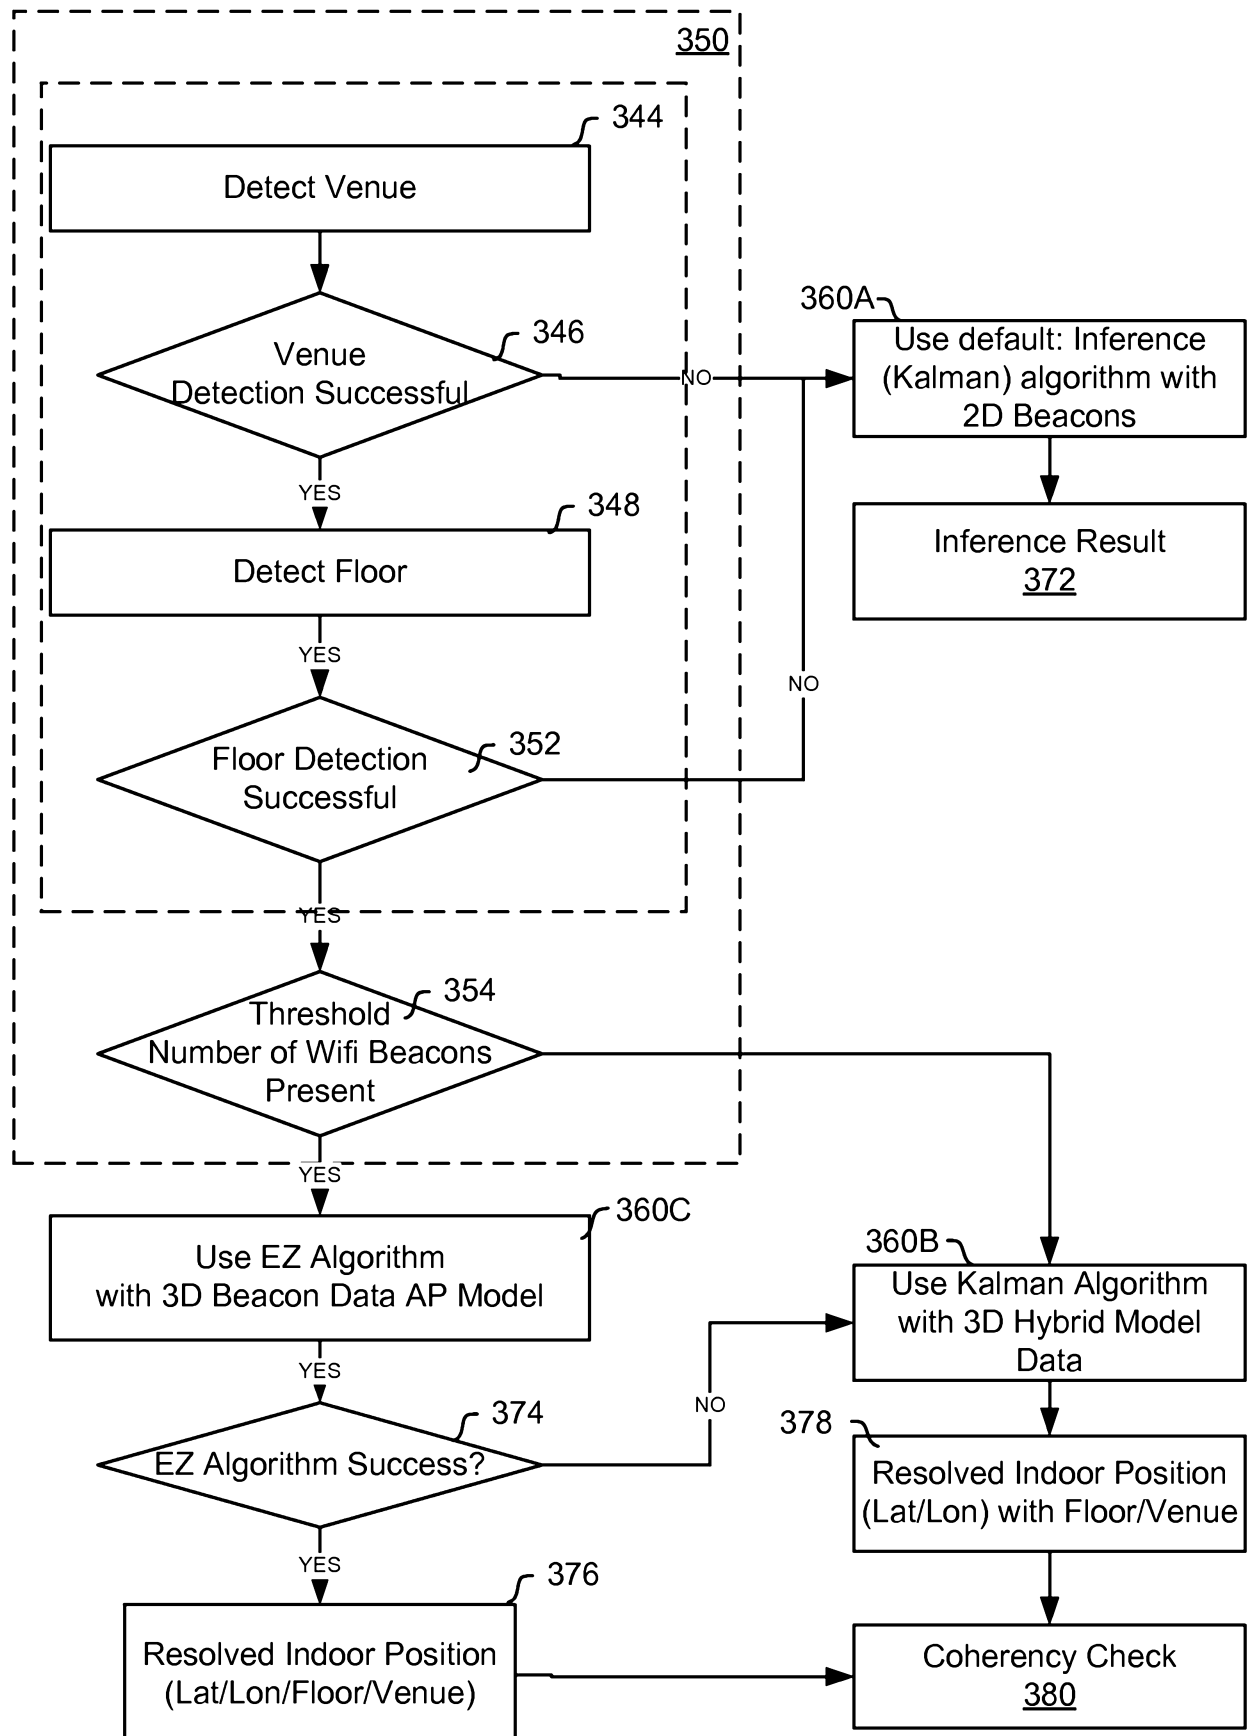 350
344
Detect Venue
346
Venue
Detection Successful
NO
360A
Use default: Inference
(Kalman) algorithm with
2D Beacons
YES
348
Detect Floor
Inference Result
372
YES
NO
352
Floor Detection
Successful
YES
354
Threshold
Number of Wifi Beacons
Present
YES
360C
Use EZ Algorithm
with 3D Beacon Data AP Model
360B
Use Kalman Algorithm
with 3D Hybrid Model
Data
YES
NO
374
EZ Algorithm Success?
378
Resolved Indoor Position
(Lat/Lon) with Floor/Venue
YES
376
Resolved Indoor Position
(Lat/Lon/Floor/Venue)
Coherency Check
380